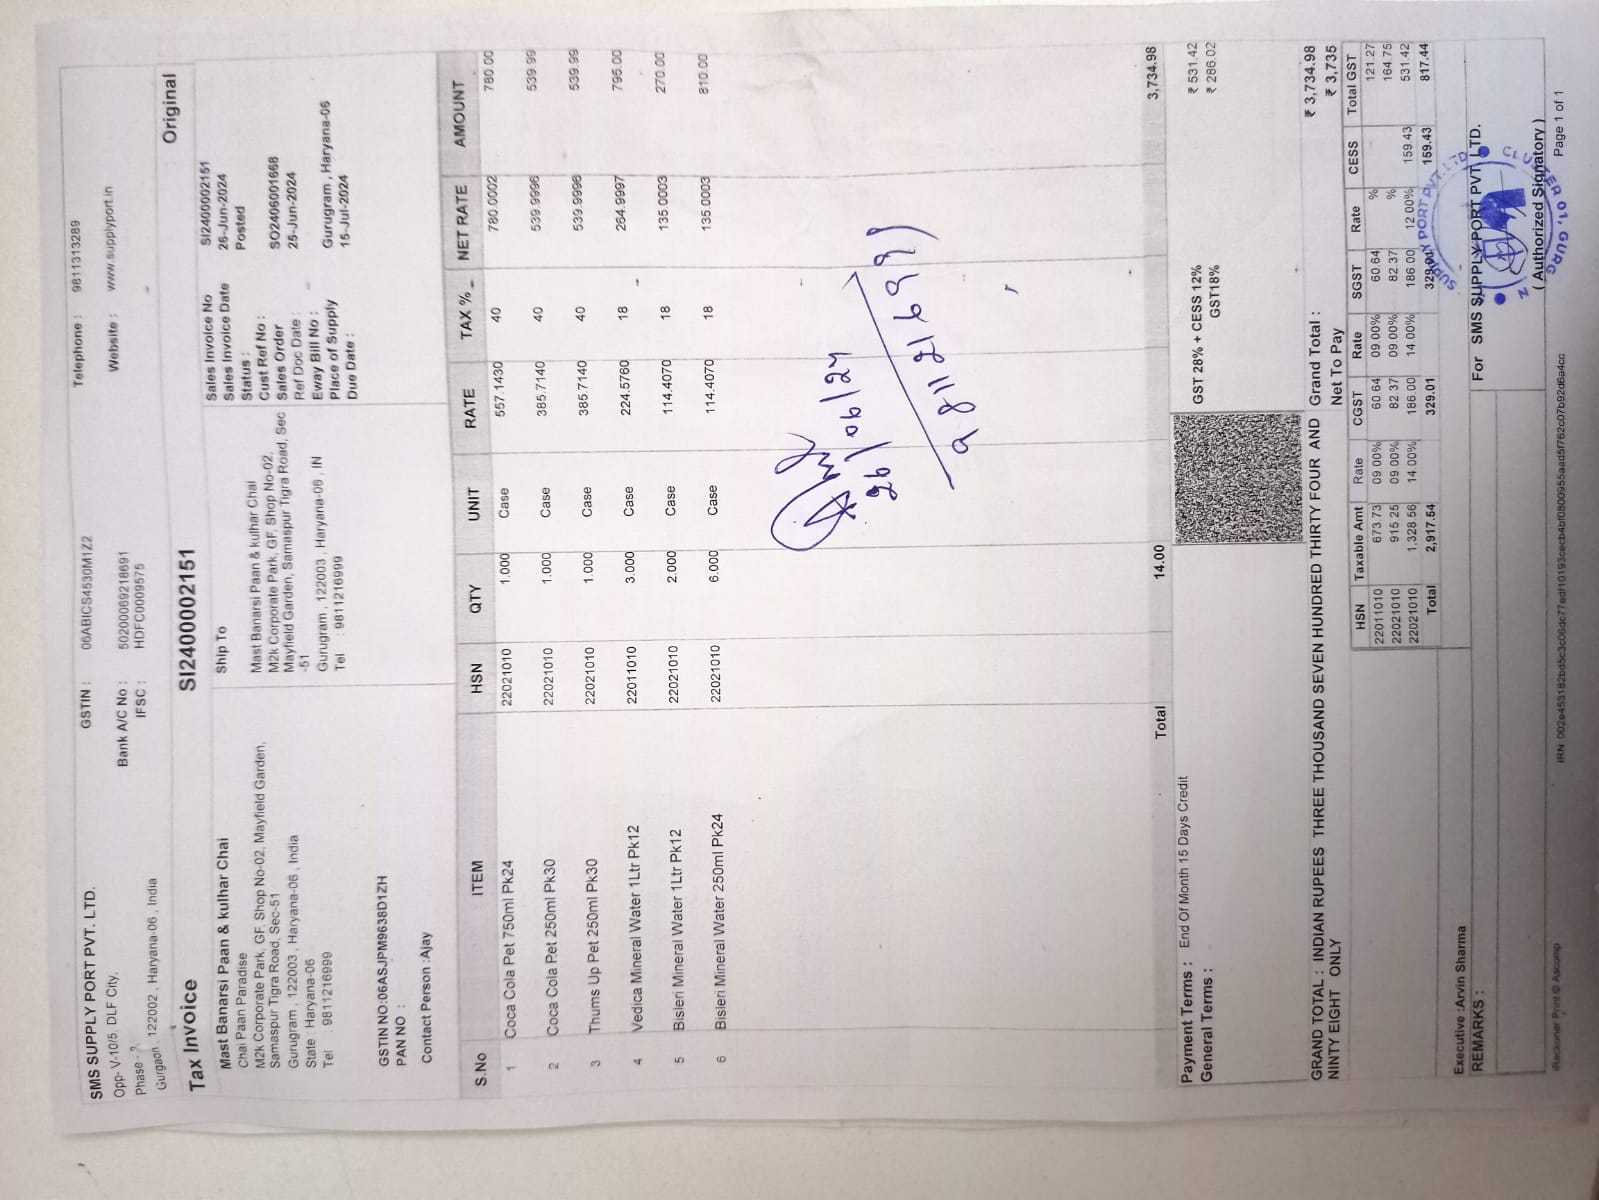 SMS SUPPLY PORT PVT. LTD.
Opp- V-10/5, DLF City,
Phase -
Gurgaon, 122002 , Haryana-06 , India
GSTIN : 06ABICS4530M1Z2
Bank A/C No : 50200069218691
IFSC : HDFC0009575
Telephone : 9811313289
Website : www.supplyport.in
Tax Invoice SI2400002151 Original
Mast Banarsi Paan & kulhar Chai
Chai Paan Paradise
M2k Corporate Park, GF, Shop No-02, Mayfield Garden,
Samaspur Tigra Road, Sec-51
Gurugram , 122003 , Haryana-06 , India
State : Haryana-06
Tel : 9811216999
GSTIN NO:06ASJPM9638D1ZH
PAN NO :
Contact Person :Ajay
Ship To
Mast Banarsi Paan & kulhar Chai
M2k Corporate Park, GF, Shop No-02,
Mayfield Garden, Samaspur Tigra Road, Sec
-51
Gurugram , 122003 , Haryana-06 , IN
Tel : 9811216999
Sales Invoice No SI2400002151
Sales Invoice Date 26-Jun-2024
Status : Posted
Cust Ref No :
Sales Order SO2406001668
Ref Doc Date : 25-Jun-2024
Eway Bill No :
Place of Supply Gurugram , Haryana-06
Due Date : 15-Jul-2024
S.No ITEM HSN QTY UNIT RATE TAX % NET RATE AMOUNT
1 Coca Cola Pet 750ml Pk24 22021010 1.000 Case 557.1430 40 780.0002 780.00
2 Coca Cola Pet 250ml Pk30 22021010 1.000 Case 385.7140 40 539.9996 539.99
3 Thums Up Pet 250ml Pk30 22021010 1.000 Case 385.7140 40 539.9996 539.99
4 Vedica Mineral Water 1Ltr Pk12 22011010 3.000 Case 224.5760 18 264.9997 795.00
5 Bisleri Mineral Water 1Ltr Pk12 22021010 2.000 Case 114.4070 18 135.0003 270.00
6 Bisleri Mineral Water 250ml Pk24 22021010 6.000 Case 114.4070 18 135.0003 810.00
26/06/24
9811216999
Total 14.00 3,734.98
Payment Terms : End Of Month 15 Days Credit
General Terms :
GST 28% + CESS 12% ₹ 531.42
GST18% ₹ 286.02
GRAND TOTAL : INDIAN RUPEES THREE THOUSAND SEVEN HUNDRED THIRTY FOUR AND
NINTY EIGHT ONLY
Grand Total : ₹ 3,734.98
Net To Pay ₹ 3,735
HSN Taxable Amt Rate CGST Rate SGST Rate CESS Total GST
22011010 673.73 09.00% 60.64 09.00% 60.64 % 121.27
22021010 915.25 09.00% 82.37 09.00% 82.37 % 164.75
22021010 1,328.56 14.00% 186.00 14.00% 186.00 12.00% 159.43 531.42
Total 2,917.54 329.01 329.01 159.43 817.44
Executive :Arvin Sharma
REMARKS :
For SMS SUPPLY PORT PVT. LTD.
SUPPLY PORT PVT. LTD
CLUSTER 01, GURG
( Authorized Signatory )
iReckoner Print © Ascomp
IRN
Page 1 of 1